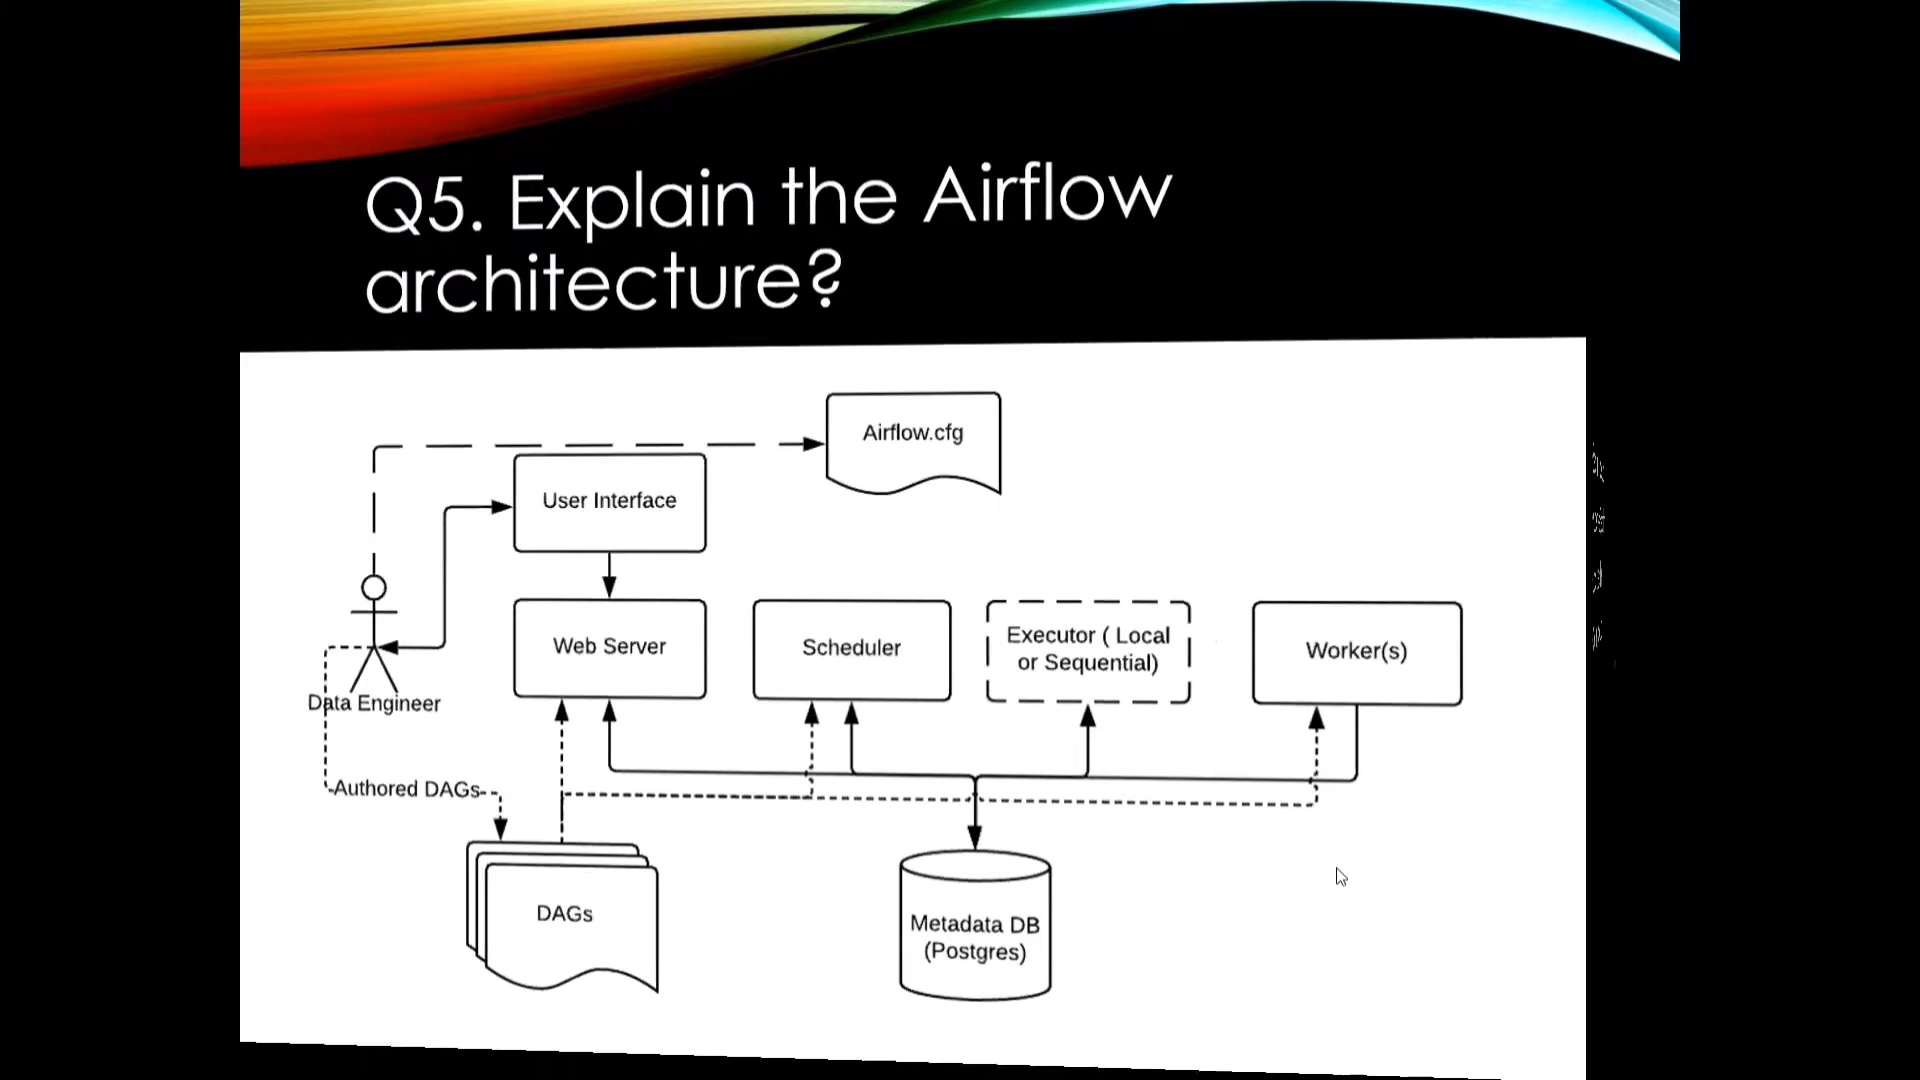 Q5. Explain the Airflow
architecture?
Airflow.cfg
User Interface
Web Server
Scheduler
Executor ( Local
or Sequential)
Worker(s)
Data Engineer
Authored DAGs
DAGs
Metadata DB
(Postgres)